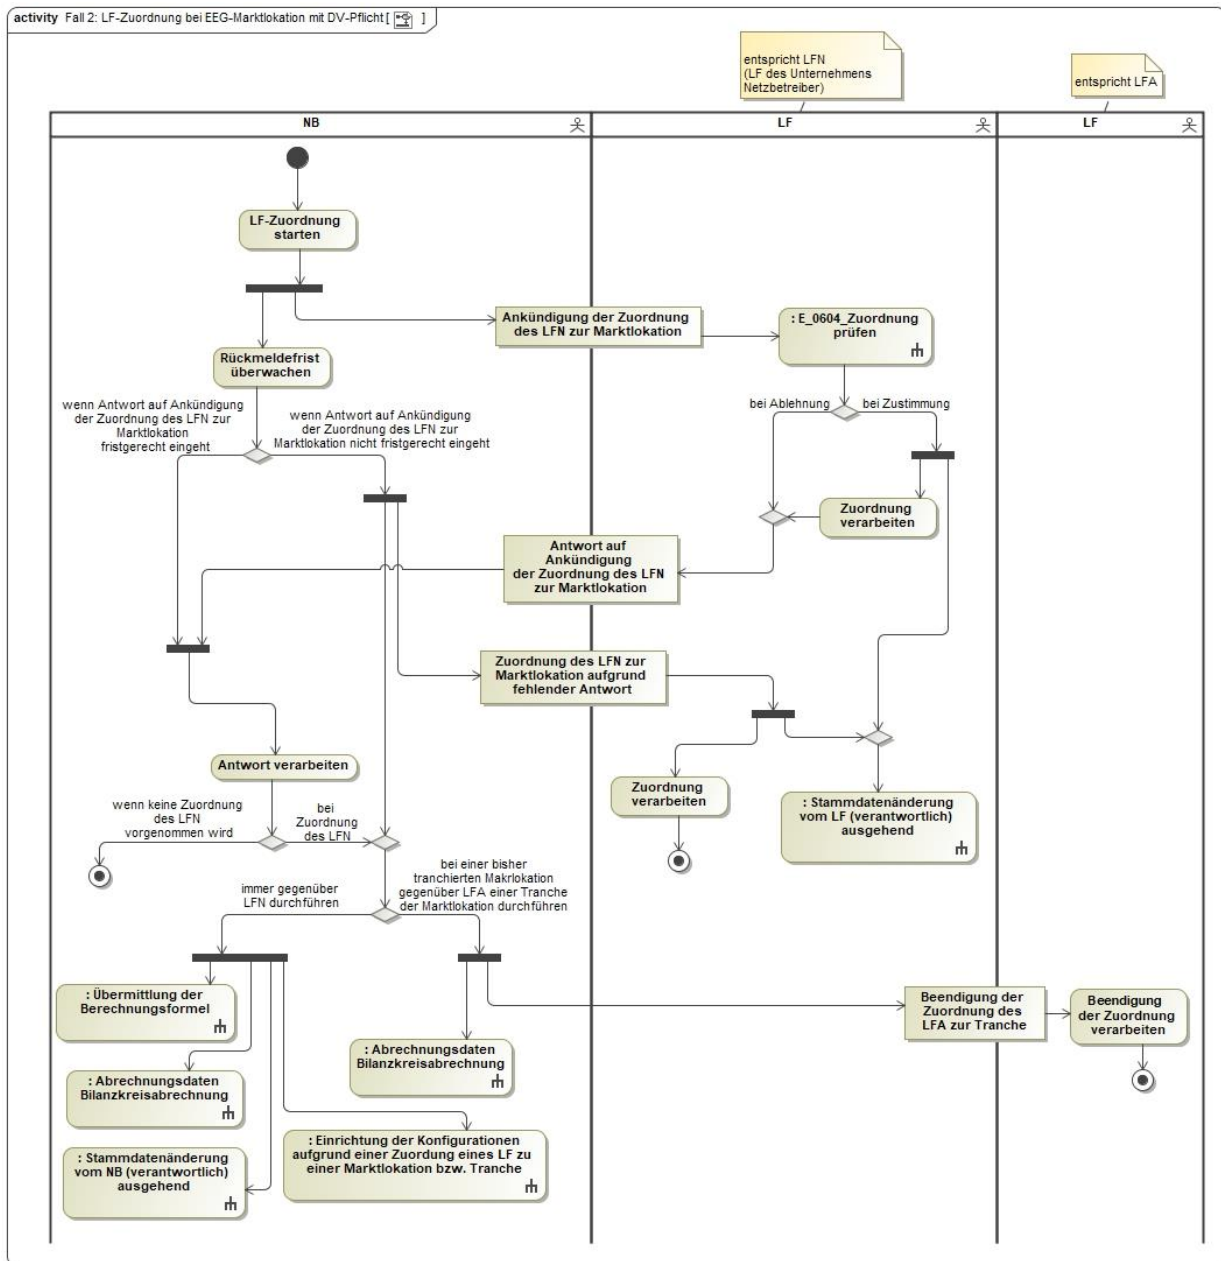 activity Fall 2: LF-Zuordnung bei EEG-Marktlokation mit DV-Pflicht [ ]
entspricht LFN
(LF des Unternehmens
Netzbetreiber)
entspricht LFA
NB
LF
LF
LF-Zuordnung
starten
Ankündigung der Zuordnung
des LFN zur Marktlokation
: E_0604_Zuordnung
prüfen
Rückmeldefrist
überwachen
wenn Antwort auf Ankündigung
der Zuordnung des LFN zur
Marktlokation
fristgerecht eingeht
wenn Antwort auf Ankündigung
der Zuordnung des LFN zur
Marktlokation nicht fristgerecht eingeht
bei Ablehnung
bei Zustimmung
Zuordnung
verarbeiten
Antwort auf
Ankündigung
der Zuordnung des LFN
zur Marktlokation
Zuordnung des LFN zur
Marktlokation aufgrund
fehlender Antwort
Antwort verarbeiten
Zuordnung
verarbeiten
: Stammdatenänderung
vom LF (verantwortlich)
ausgehend
wenn keine Zuordnung
des LFN
vorgenommen wird
bei
Zuordnung
des LFN
immer gegenüber
LFN durchführen
bei einer bisher
tranchierten Makrlokation
gegenüber LFA einer Tranche
der Marktlokation durchführen
: Übermittlung der
Berechnungsformel
Beendigung der
Zuordnung des
LFA zur Tranche
Beendigung
der Zuordnung
verarbeiten
: Abrechnungsdaten
Bilanzkreisabrechnung
: Abrechnungsdaten
Bilanzkreisabrechnung
: Stammdatenänderung
vom NB (verantwortlich)
ausgehend
: Einrichtung der Konfigurationen
aufgrund einer Zuordung eines LF zu
einer Marktlokation bzw. Tranche